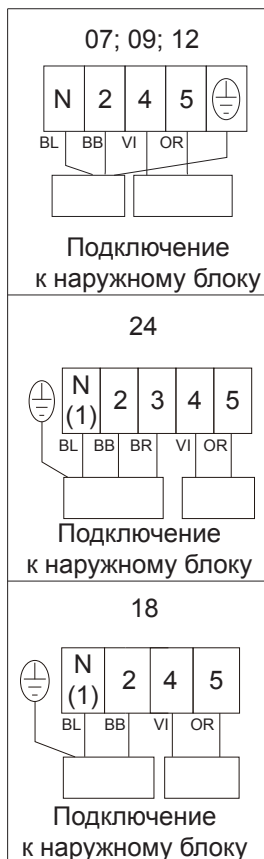 07; 09; 12
N 2 4 5
BL BB VI OR
Подключение
к наружному блоку
24
N
(1) 2 3 4 5
BL BB BR VI OR
Подключение
к наружному блоку
18
N
(1) 2 4 5
BL BB VI OR
Подключение
к наружному блоку